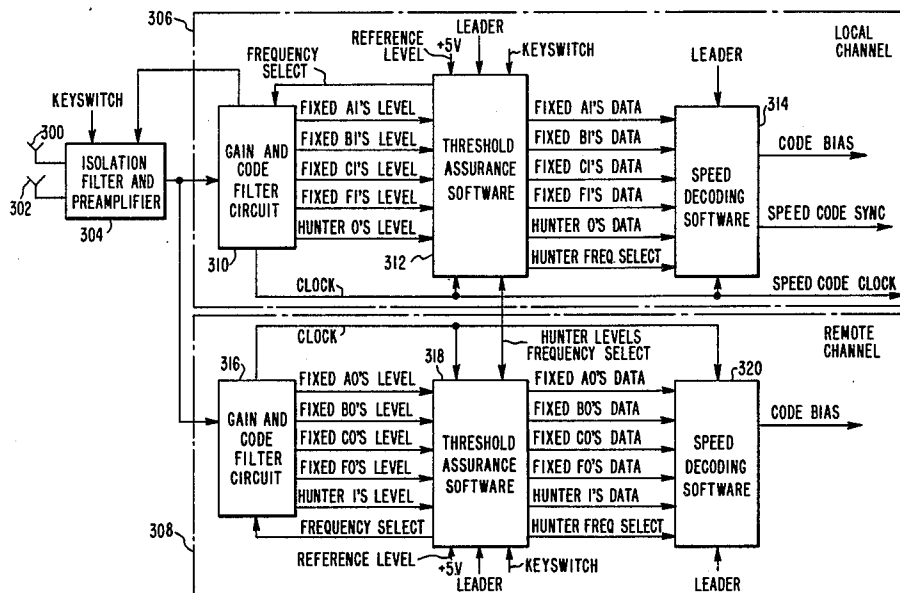 306
LEADER
LOCAL
CHANNEL
+5V
REFERENCE
LEVEL
KEYSWITCH
FREQUENCY
SELECT
LEADER
KEYSWITCH
300
302
ISOLATION
FILTER AND
PREAMPLIFIER
304
GAIN AND
CODE
FILTER
CIRCUIT
310
FIXED AI'S LEVEL
FIXED BI'S LEVEL
FIXED CI'S LEVEL
FIXED FI'S LEVEL
HUNTER O'S LEVEL
THRESHOLD
ASSURANCE
SOFTWARE
312
FIXED AI'S DATA
FIXED BI'S DATA
FIXED CI'S DATA
FIXED FI'S DATA
HUNTER O'S DATA
HUNTER FREQ SELECT
314
SPEED
DECODING
SOFTWARE
CODE BIAS
SPEED CODE SYNC
CLOCK
SPEED CODE CLOCK
CLOCK
HUNTER LEVELS
FREQUENCY SELECT
REMOTE
CHANNEL
316
GAIN AND
CODE
FILTER
CIRCUIT
FIXED AO'S LEVEL
FIXED BO'S LEVEL
FIXED CO'S LEVEL
FIXED FO'S LEVEL
HUNTER I'S LEVEL
FREQUENCY SELECT
318
THRESHOLD
ASSURANCE
SOFTWARE
FIXED AO'S DATA
FIXED BO'S DATA
FIXED CO'S DATA
FIXED FO'S DATA
HUNTER I'S DATA
HUNTER FREQ SELECT
320
SPEED
DECODING
SOFTWARE
CODE BIAS
308
REFERENCE LEVEL
+5V
LEADER
KEYSWITCH
LEADER